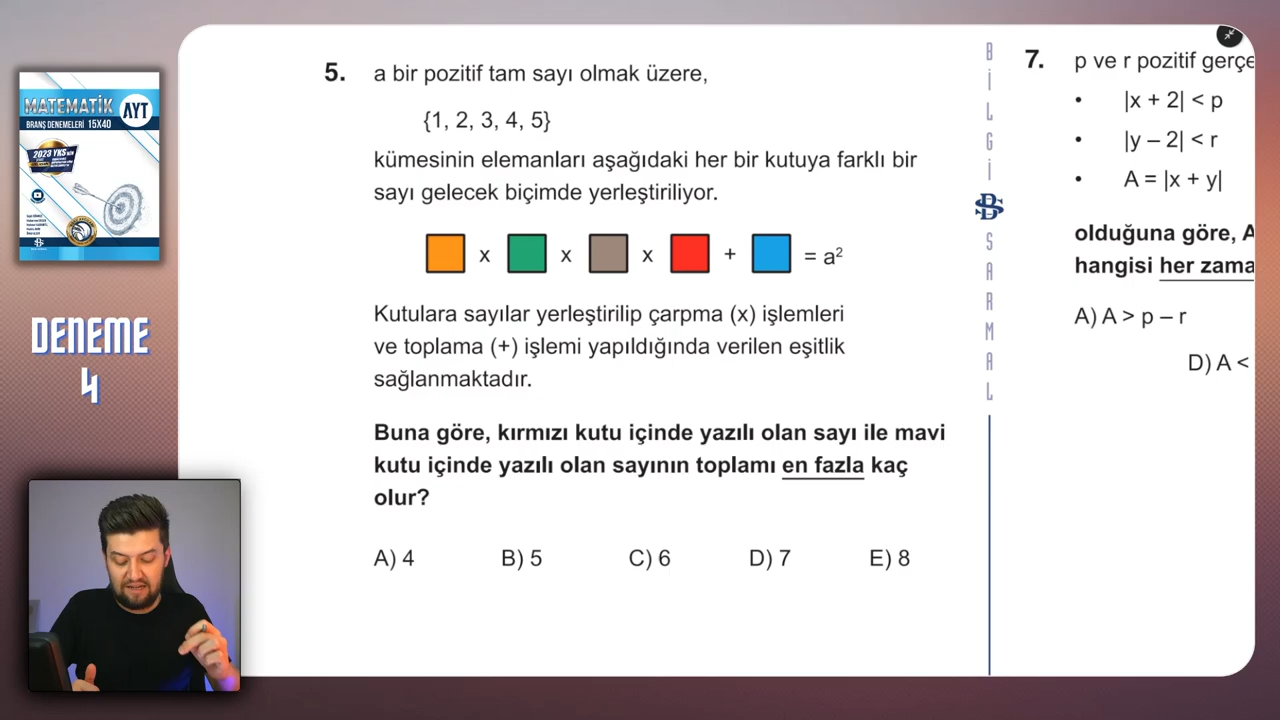 MATEMATİK
AYT
BRANŞ DENEMELERİ 15X40
2023 YKS'NİN
DENEME
4
5. a bir pozitif tam sayı olmak üzere,
{1, 2, 3, 4, 5}
kümesinin elemanları aşağıdaki her bir kutuya farklı bir
sayı gelecek biçimde yerleştiriliyor.
x x x + = a²
Kutulara sayılar yerleştirilip çarpma (x) işlemleri
ve toplama (+) işlemi yapıldığında verilen eşitlik
sağlanmaktadır.
Buna göre, kırmızı kutu içinde yazılı olan sayı ile mavi
kutu içinde yazılı olan sayının toplamı en fazla kaç
olur?
A) 4 B) 5 C) 6 D) 7 E) 8
BİLGİ
SARMAL
7. p ve r pozitif gerçe
• |x + 2| < p
• |y – 2| < r
• A = |x + y|
olduğuna göre, A
hangisi her zama
A) A > p – r
D) A <